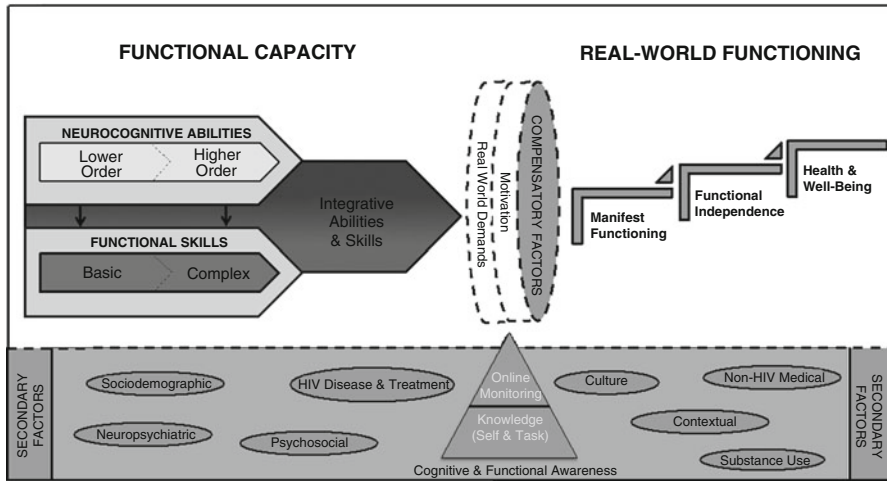 FUNCTIONAL CAPACITY
REAL-WORLD FUNCTIONING
NEUROCOGNITIVE ABILITIES
Lower
Order
Higher
Order
FUNCTIONAL SKILLS
Basic
Complex
Integrative
Abilities
& Skills
Real World Demands
Motivation
COMPENSATORY FACTORS
Manifest
Functioning
Functional
Independence
Health &
Well-Being
SECONDARY
FACTORS
Sociodemographic
HIV Disease & Treatment
Neuropsychiatric
Psychosocial
Online
Monitoring
Knowledge
(Self & Task)
Cognitive & Functional Awareness
Culture
Non-HIV Medical
Contextual
Substance Use
SECONDARY
FACTORS